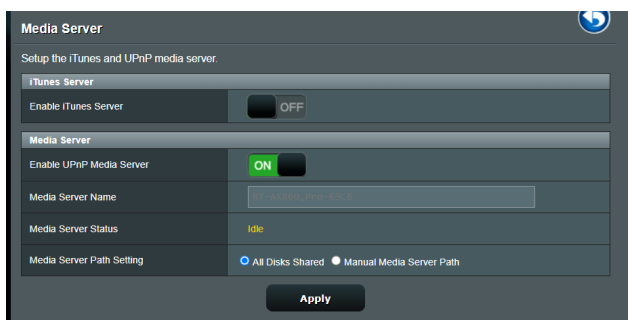 Media Server
Setup the iTunes and UPnP media server.
iTunes Server
Enable iTunes Server OFF
Media Server
Enable UPnP Media Server ON
Media Server Name
Media Server Status Idle
Media Server Path Setting All Disks Shared Manual Media Server Path
Apply